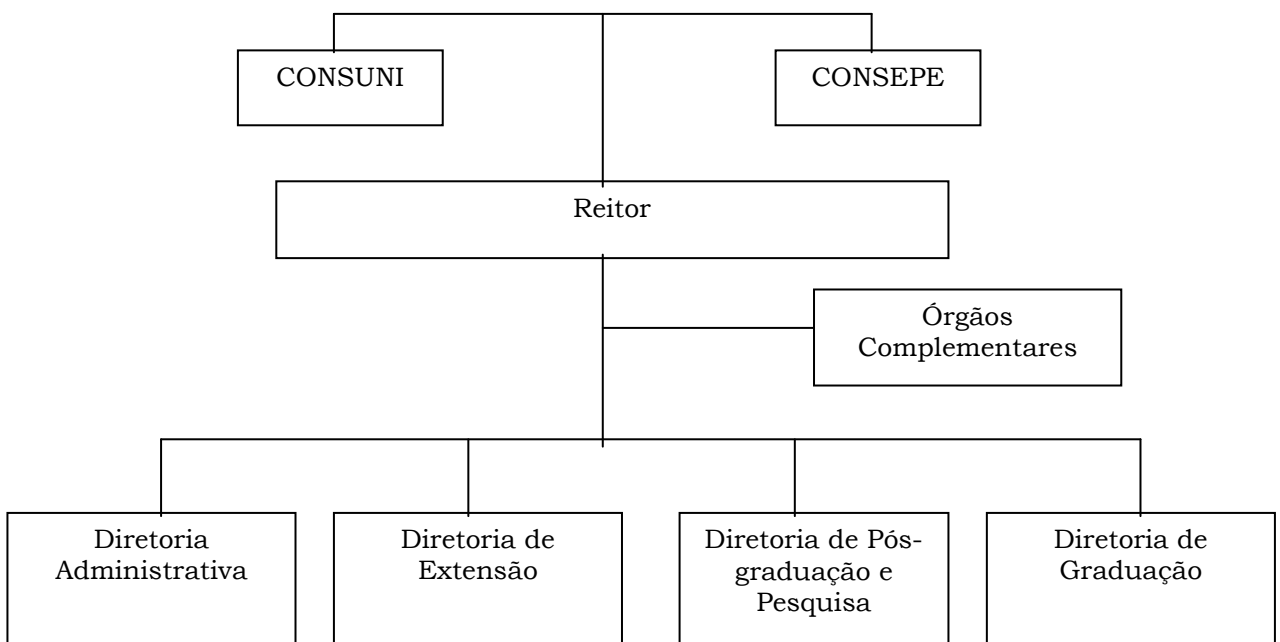 CONSUNI
CONSEPE
Reitor
Órgãos
Complementares
Diretoria
Administrativa
Diretoria de
Extensão
Diretoria de Pós-
graduação e
Pesquisa
Diretoria de
Graduação